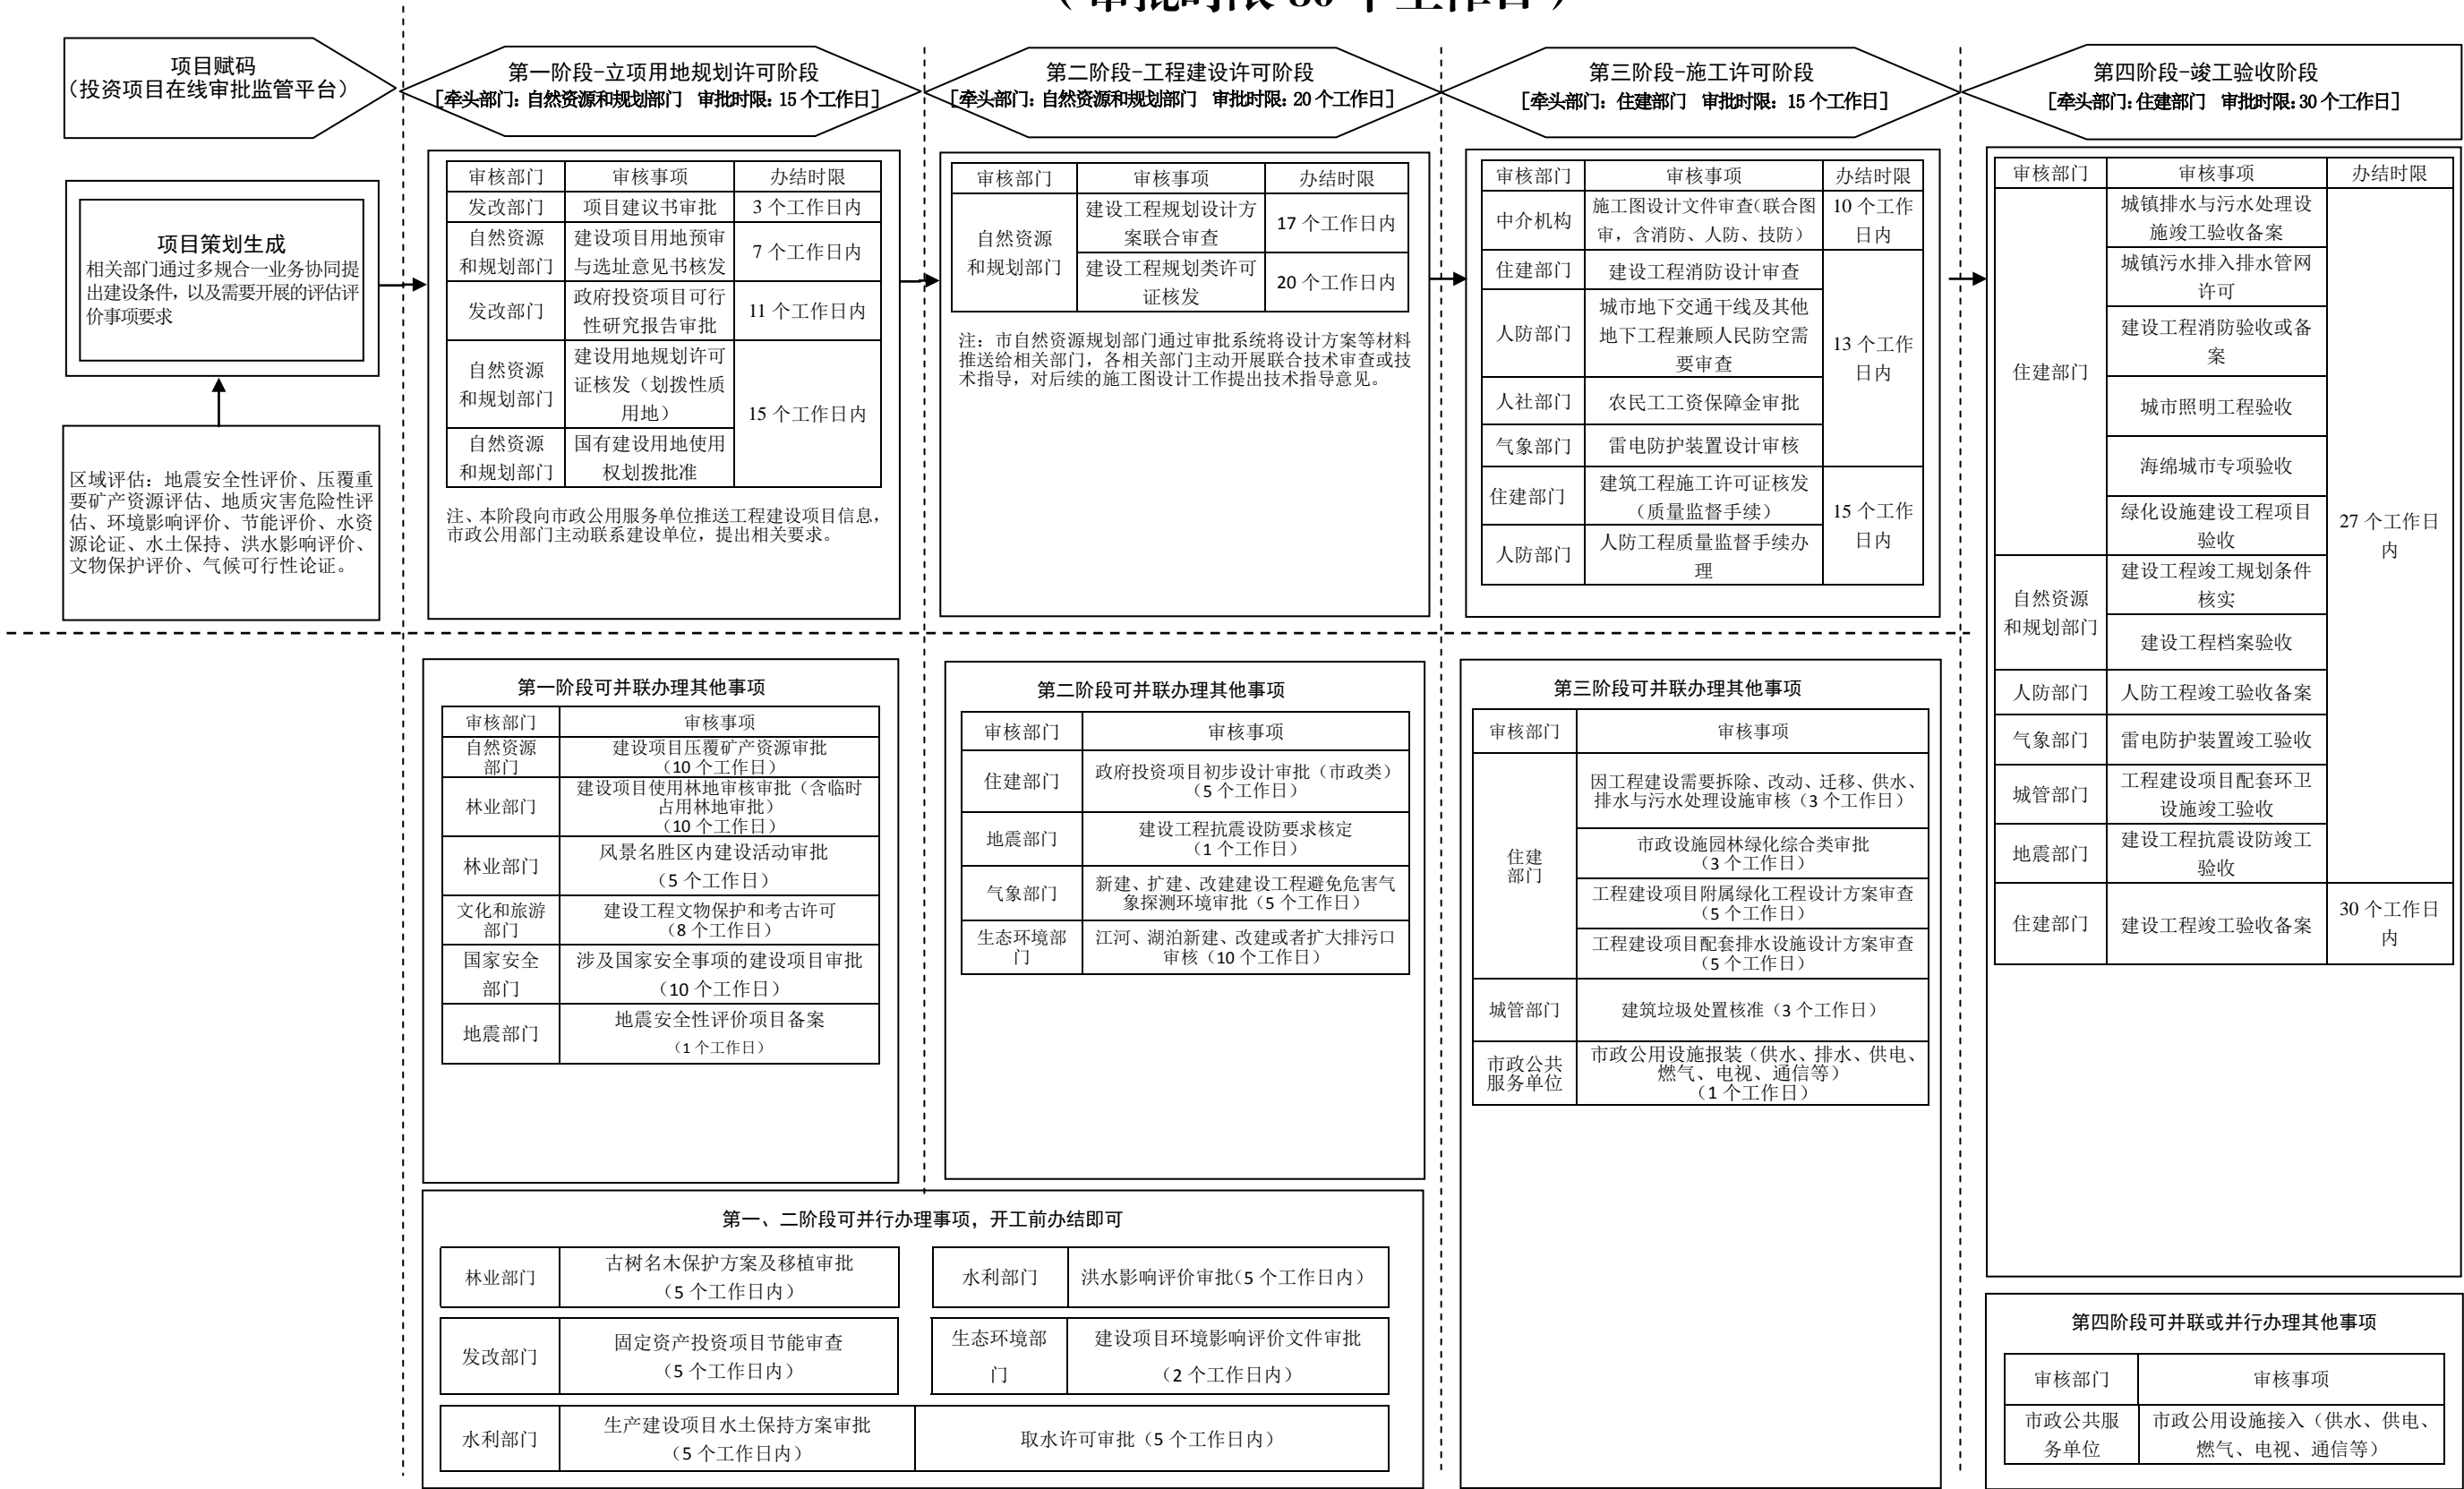 （审批时限 80 个工作日）
项目赋码
（投资项目在线审批监管平台）
第一阶段-立项用地规划许可阶段
[牵头部门：自然资源和规划部门 审批时限：15 个工作日]
第二阶段-工程建设许可阶段
[牵头部门：自然资源和规划部门 审批时限：20 个工作日]
第三阶段-施工许可阶段
[牵头部门：住建部门 审批时限：15 个工作日]
第四阶段-竣工验收阶段
[牵头部门：住建部门 审批时限：30 个工作日]
项目策划生成
相关部门通过多规合一业务协同提
出建设条件，以及需要开展的评估评
价事项要求
区域评估：地震安全性评价、压覆重
要矿产资源评估、地质灾害危险性评
估、环境影响评价、节能评价、水资
源论证、水土保持、洪水影响评价、
文物保护评价、气候可行性论证。
审核部门 审核事项 办结时限
发改部门 项目建议书审批 3 个工作日内
自然资源
和规划部门
建设项目用地预审
与选址意见书核发
7 个工作日内
发改部门
政府投资项目可行
性研究报告审批
11 个工作日内
自然资源
和规划部门
建设用地规划许可
证核发（划拨性质
用地）
15 个工作日内
自然资源
和规划部门
国有建设用地使用
权划拨批准
注、本阶段向市政公用服务单位推送工程建设项目信息，
市政公用部门主动联系建设单位，提出相关要求。
审核部门 审核事项 办结时限
自然资源
和规划部门
建设工程规划设计方
案联合审查
17 个工作日内
建设工程规划类许可
证核发
20 个工作日内
注：市自然资源规划部门通过审批系统将设计方案等材料
推送给相关部门，各相关部门主动开展联合技术审查或技
术指导，对后续的施工图设计工作提出技术指导意见。
审核部门 审核事项 办结时限
中介机构
施工图设计文件审查（联合图
审，含消防、人防、技防）
10 个工作
日内
住建部门 建设工程消防设计审查
人防部门
城市地下交通干线及其他
地下工程兼顾人民防空需
要审查
13 个工作
日内
人社部门 农民工工资保障金审批
气象部门 雷电防护装置设计审核
住建部门
建筑工程施工许可证核发
（质量监督手续）
15 个工作
日内
人防部门
人防工程质量监督手续办
理
审核部门 审核事项 办结时限
住建部门
城镇排水与污水处理设
施竣工验收备案
城镇污水排入排水管网
许可
建设工程消防验收或备
案
城市照明工程验收
海绵城市专项验收
绿化设施建设工程项目
验收
27 个工作日
内
自然资源
和规划部门
建设工程竣工规划条件
核实
建设工程档案验收
人防部门 人防工程竣工验收备案
气象部门 雷电防护装置竣工验收
城管部门
工程建设项目配套环卫
设施竣工验收
地震部门
建设工程抗震设防竣工
验收
住建部门 建设工程竣工验收备案
30 个工作日
内
第一阶段可并联办理其他事项
审核部门 审核事项
自然资源
部门
建设项目压覆矿产资源审批
（10 个工作日）
林业部门
建设项目使用林地审核审批（含临时
占用林地审批）
（10 个工作日）
林业部门
风景名胜区内建设活动审批
（5 个工作日）
文化和旅游
部门
建设工程文物保护和考古许可
（8 个工作日）
国家安全
部门
涉及国家安全事项的建设项目审批
（10 个工作日）
地震部门
地震安全性评价项目备案
（1 个工作日）
第二阶段可并联办理其他事项
审核部门 审核事项
住建部门
政府投资项目初步设计审批（市政类）
（5 个工作日）
地震部门
建设工程抗震设防要求核定
（1 个工作日）
气象部门
新建、扩建、改建建设工程避免危害气
象探测环境审批（5 个工作日）
生态环境部
门
江河、湖泊新建、改建或者扩大排污口
审核（10 个工作日）
第三阶段可并联办理其他事项
审核部门 审核事项
住建
部门
因工程建设需要拆除、改动、迁移、供水、
排水与污水处理设施审核（3 个工作日）
市政设施园林绿化综合类审批
（3 个工作日）
工程建设项目附属绿化工程设计方案审查
（5 个工作日）
工程建设项目配套排水设施设计方案审查
（5 个工作日）
城管部门 建筑垃圾处置核准（3 个工作日）
市政公共
服务单位
市政公用设施报装（供水、排水、供电、
燃气、电视、通信等）
（1 个工作日）
第一、二阶段可并行办理事项，开工前办结即可
林业部门
古树名木保护方案及移植审批
（5 个工作日内）
水利部门 洪水影响评价审批（5 个工作日内）
发改部门
固定资产投资项目节能审查
（5 个工作日内）
生态环境部
门
建设项目环境影响评价文件审批
（2 个工作日内）
水利部门
生产建设项目水土保持方案审批
（5 个工作日内）
取水许可审批（5 个工作日内）
第四阶段可并联或并行办理其他事项
审核部门 审核事项
市政公共服
务单位
市政公用设施接入（供水、供电、
燃气、电视、通信等）